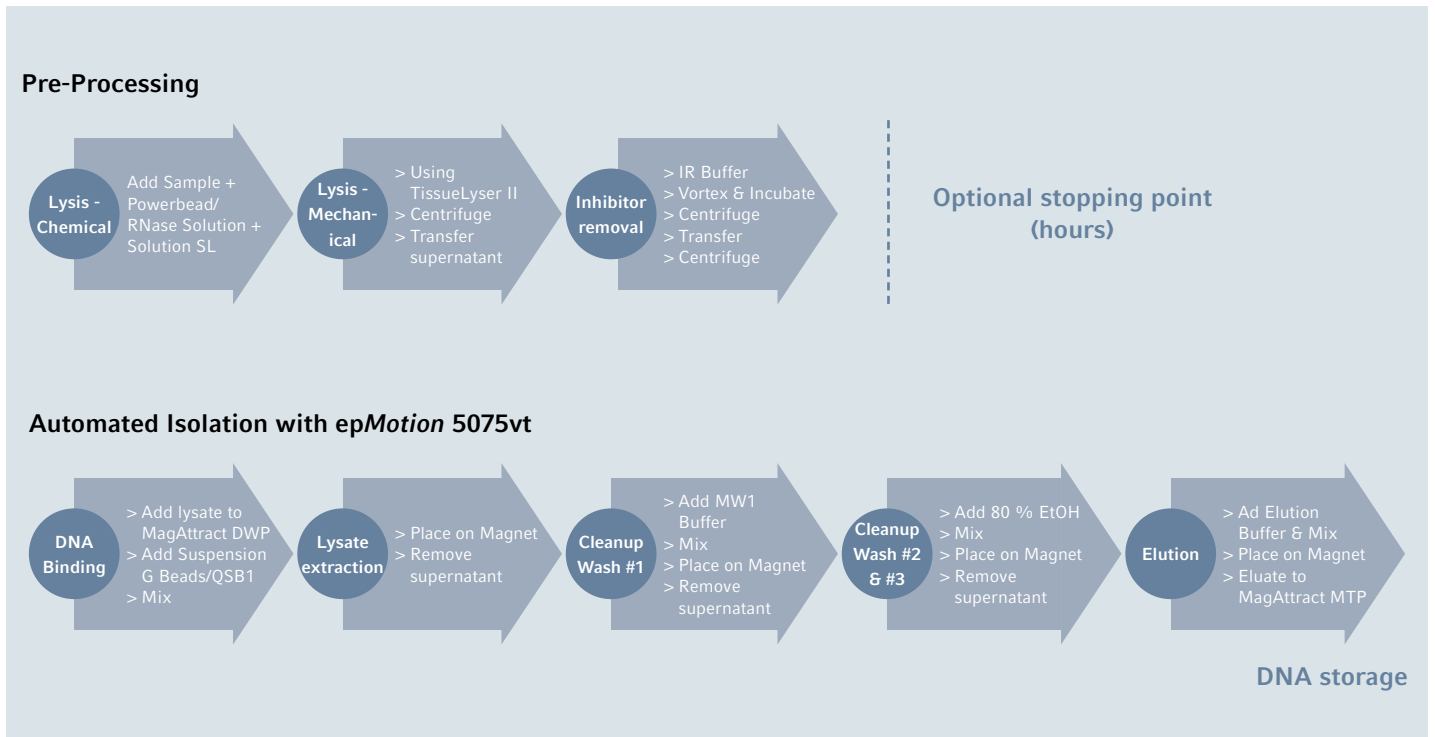 Pre-Processing
Lysis -
Chemical
Add Sample +
Powerbead/
RNase Solution +
Solution SL
Lysis -
Mechan-
ical
> Using
TissueLyser II
> Centrifuge
> Transfer
supernatant
Inhibitor
removal
> IR Buffer
> Vortex & Incubate
> Centrifuge
> Transfer
> Centrifuge
Optional stopping point
(hours)
Automated Isolation with epMotion 5075vt
DNA
Binding
> Add lysate to
MagAttract DWP
> Add Suspension
G Beads/QSB1
> Mix
Lysate
extraction
> Place on Magnet
> Remove
supernatant
Cleanup
Wash #1
> Add MW1
Buffer
> Mix
> Place on Magnet
> Remove
supernatant
Cleanup
Wash #2
& #3
> Add 80 % EtOH
> Mix
> Place on Magnet
> Remove
supernatant
Elution
> Ad Elution
Buffer & Mix
> Place on Magnet
> Eluate to
MagAttract MTP
DNA storage